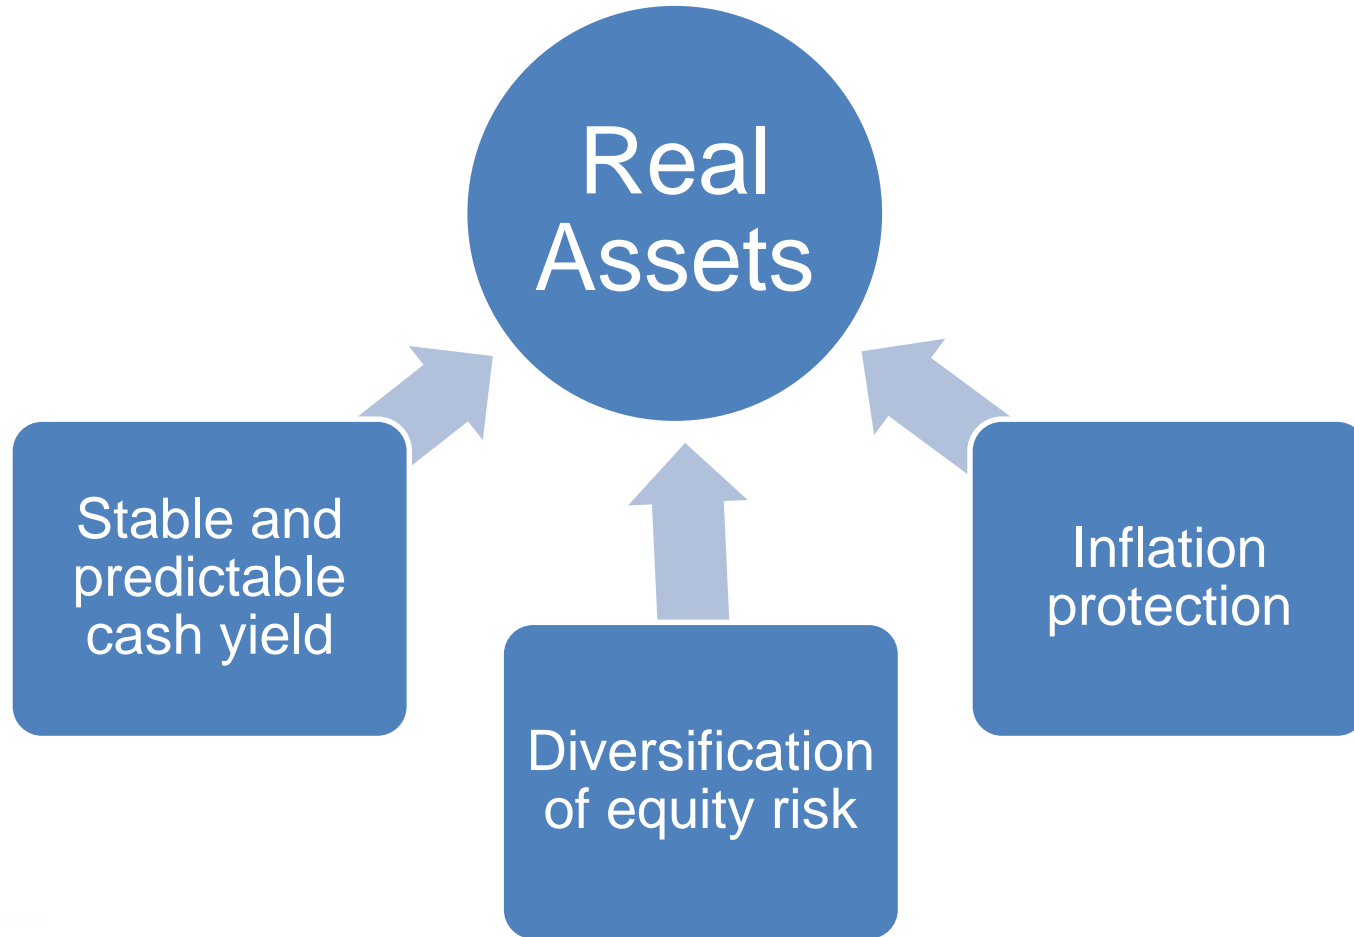 Real
Assets
Stable and
predictable
cash yield
Diversification
of equity risk
Inflation
protection